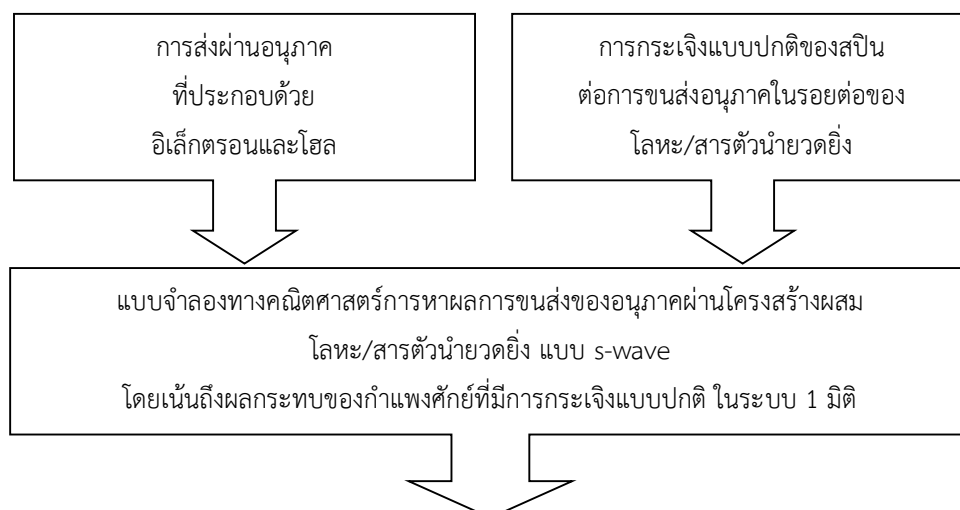 การส่งผ่านอนุภาค
ที่ประกอบด้วย
อิเล็กตรอนและโฮล
การกระเจิงแบบปกติของสปิน
ต่อการขนส่งอนุภาคในรอยต่อของ
โลหะ/สารตัวนำยวดยิ่ง
แบบจำลองทางคณิตศาสตร์การหาผลการขนส่งของอนุภาคผ่านโครงสร้างผสม
โลหะ/สารตัวนำยวดยิ่ง แบบ s-wave
โดยเน้นถึงผลกระทบของกำแพงศักย์ที่มีการกระเจิงแบบปกติ ในระบบ 1 มิติ